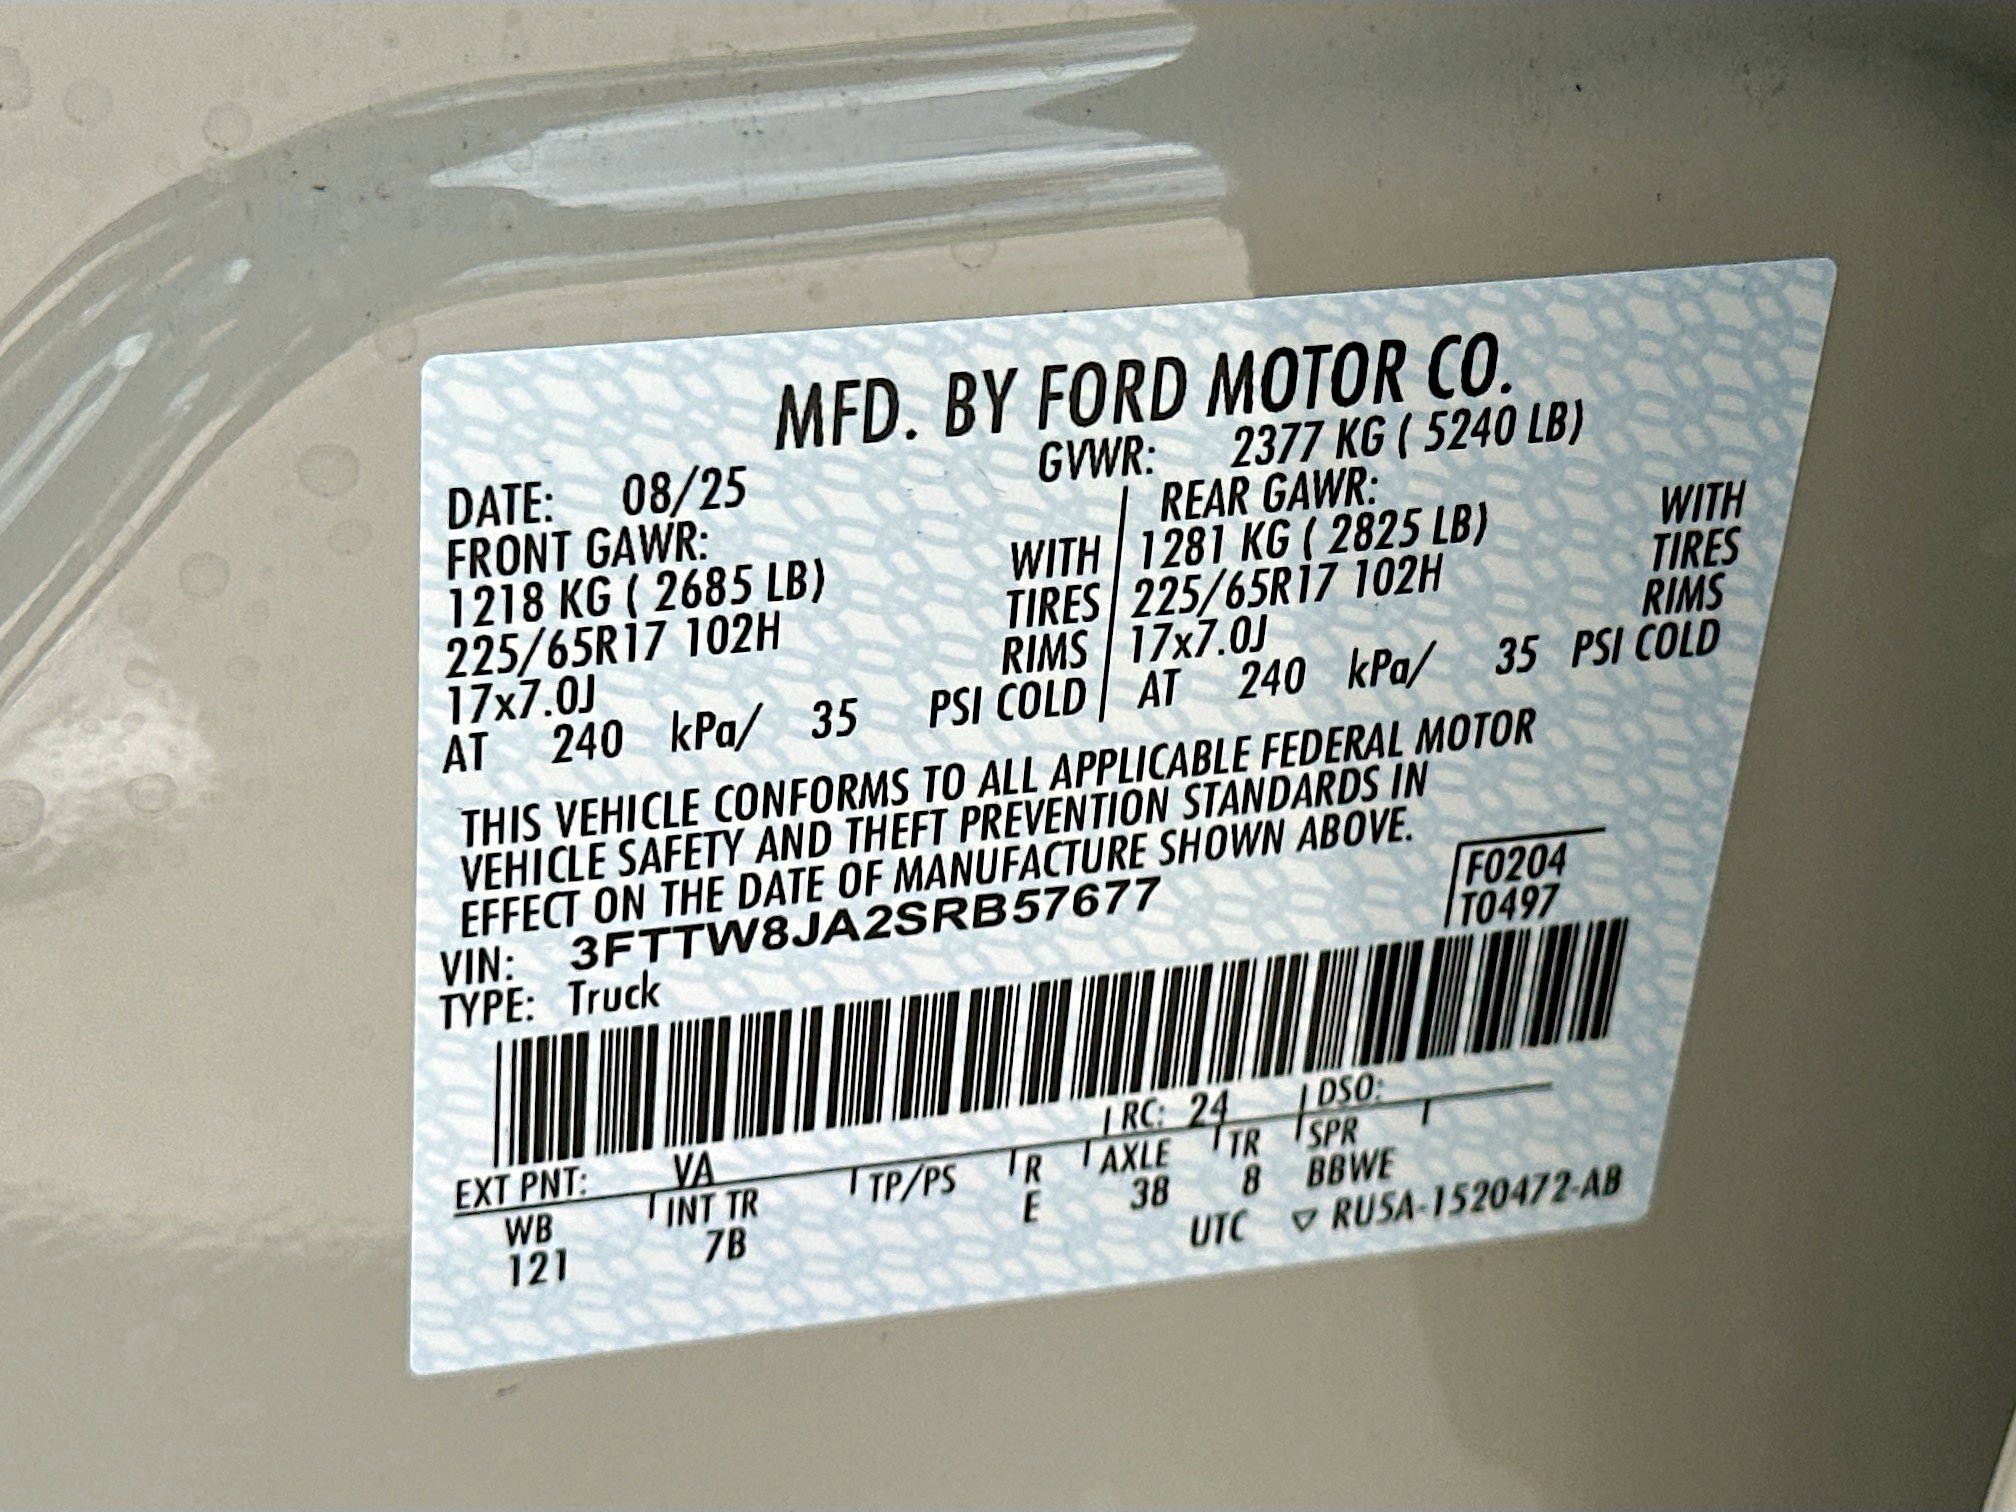 MFD. BY FORD MOTOR CO.
DATE: 08/25 GVWR: 2377 KG ( 5240 LB)
FRONT GAWR: REAR GAWR:
1218 KG ( 2685 LB) WITH 1281 KG ( 2825 LB) WITH
225/65R17 102H TIRES 225/65R17 102H TIRES
17x7.0J RIMS 17x7.0J RIMS
AT 240 kPa/ 35 PSI COLD AT 240 kPa/ 35 PSI COLD
THIS VEHICLE CONFORMS TO ALL APPLICABLE FEDERAL MOTOR
VEHICLE SAFETY AND THEFT PREVENTION STANDARDS IN
EFFECT ON THE DATE OF MANUFACTURE SHOWN ABOVE.
F0204
VIN: 3FTTW8JA2SRB57677 T0497
TYPE: Truck
EXT PNT: VA RC: 24 DSO:
WB INT TR TP/PS R AXLE TR SPR
121 7B E 38 8 BBWE
UTC ▽ RU5A-1520472-AB